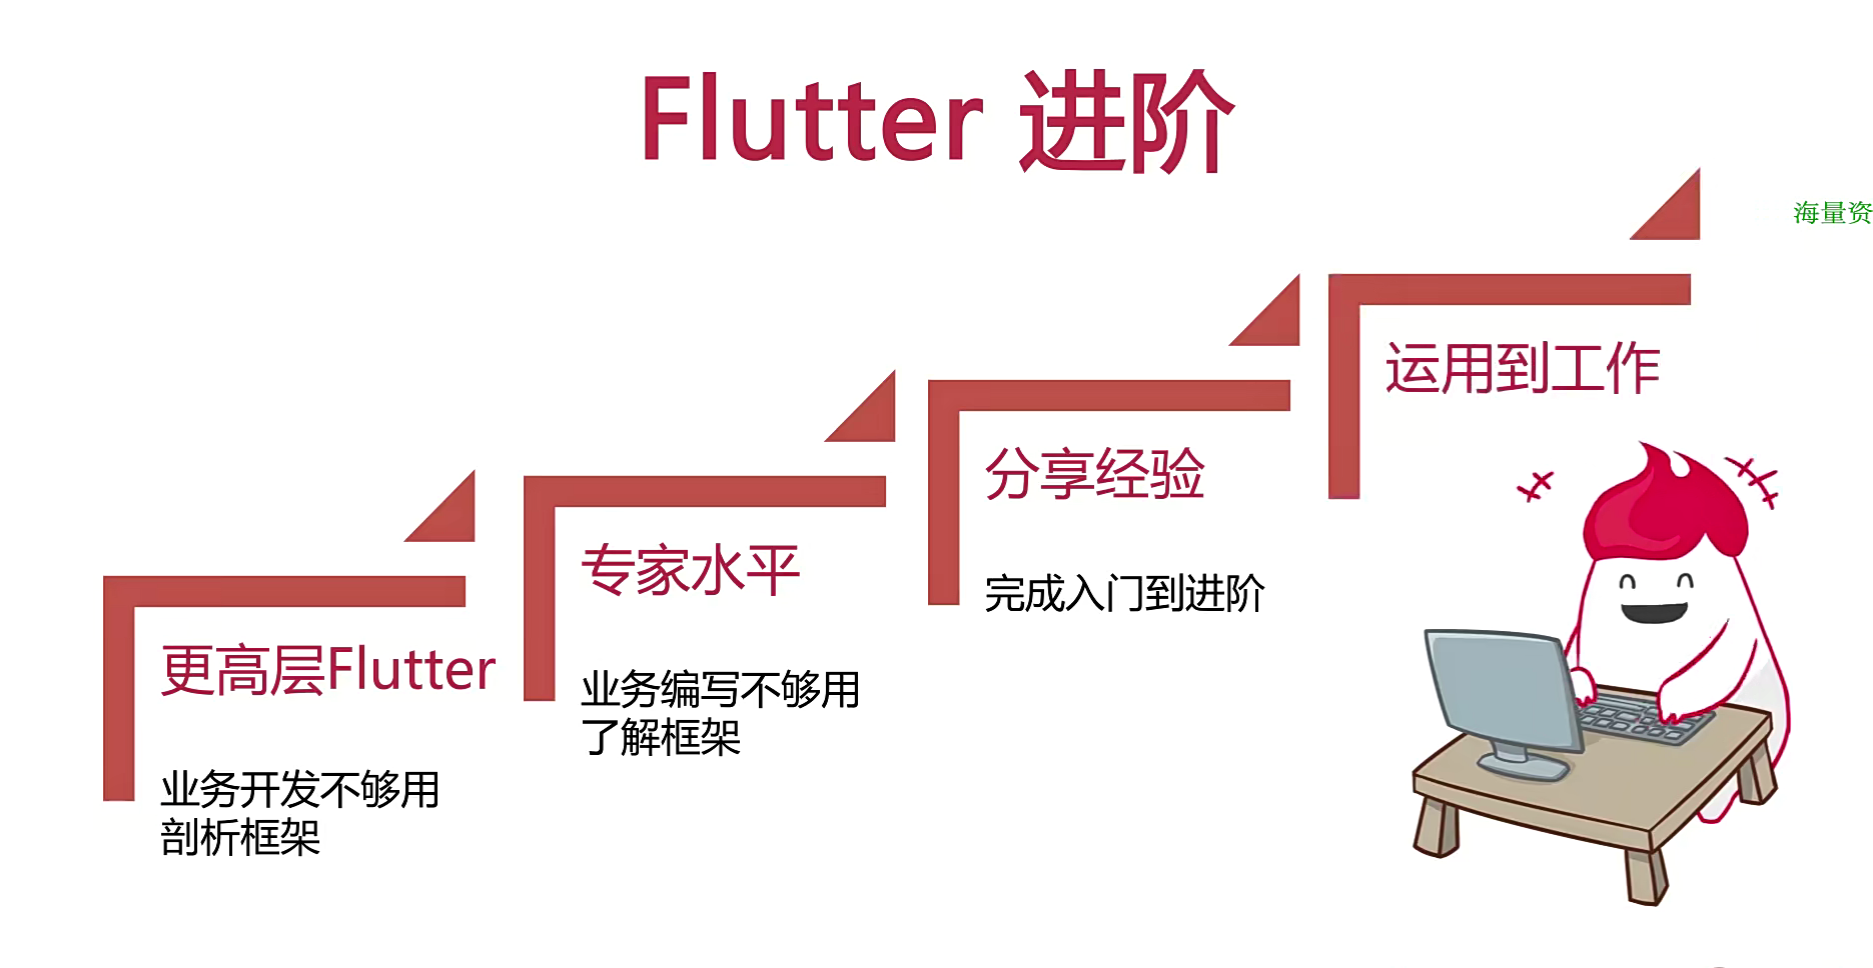 Flutter 进阶
海量资
运用到工作
分享经验
完成入门到进阶
专家水平
业务编写不够用
了解框架
更高层Flutter
业务开发不够用
剖析框架